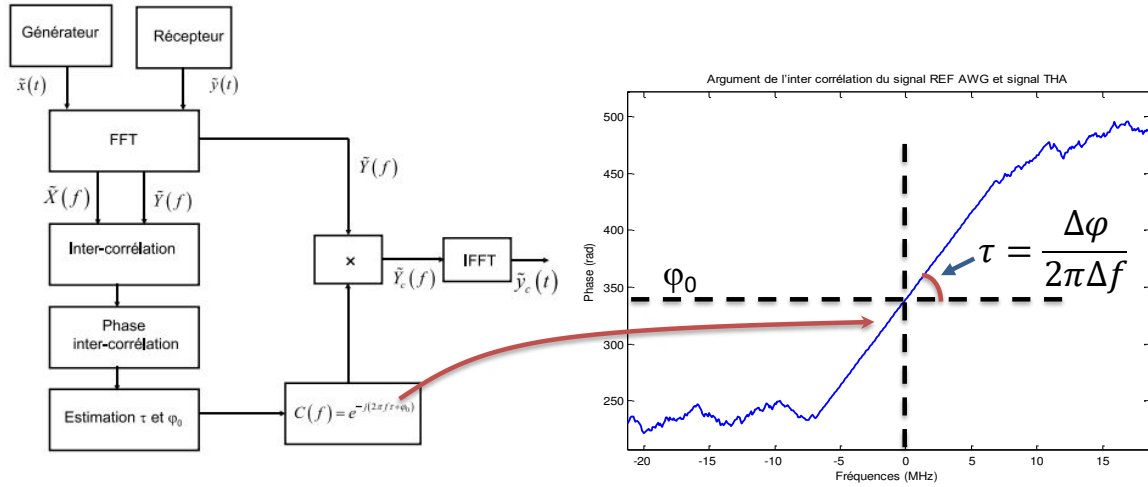 Générateur
Récepteur
x̃(t)
ỹ(t)
FFT
X̃(f)
Ỹ(f)
Ỹ(f)
Inter-corrélation
Phase
inter-corrélation
Estimation τ et φ₀
×
Ỹc(f)
IFFT
ỹc(t)
C(f) = e^-j(2πfτ+φ₀)
Argument de l'inter corrélation du signal REF AWG et signal THA
500
450
400
350
300
250
Phase (rad)
φ₀
τ = Δφ / 2πΔf
-20 -15 -10 -5 0 5 10 15
Fréquences (MHz)